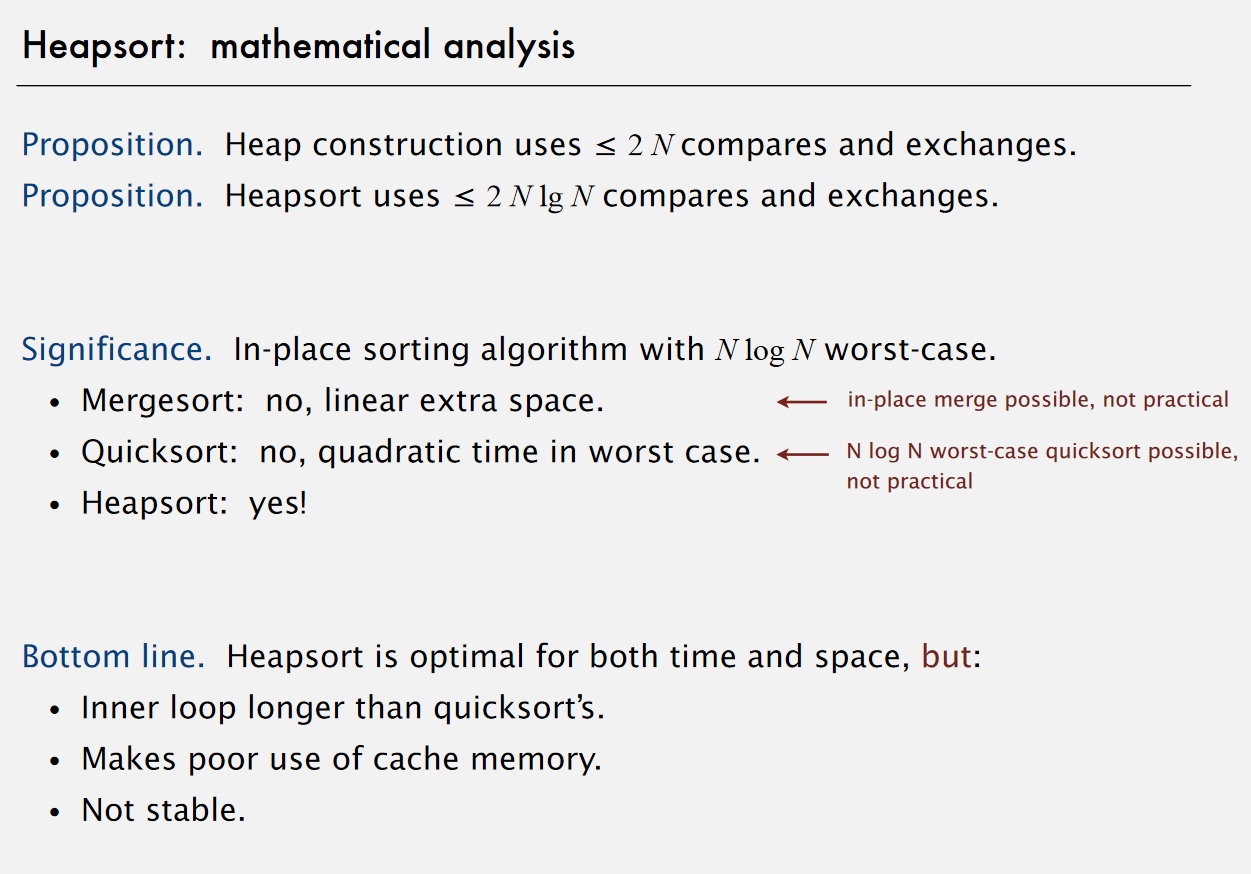 Heapsort: mathematical analysis
Proposition. Heap construction uses ≤ 2 N compares and exchanges.
Proposition. Heapsort uses ≤ 2 N lg N compares and exchanges.
Significance. In-place sorting algorithm with N log N worst-case.
• Mergesort: no, linear extra space. ← in-place merge possible, not practical
• Quicksort: no, quadratic time in worst case. ← N log N worst-case quicksort possible,
not practical
• Heapsort: yes!
Bottom line. Heapsort is optimal for both time and space, but:
• Inner loop longer than quicksort’s.
• Makes poor use of cache memory.
• Not stable.